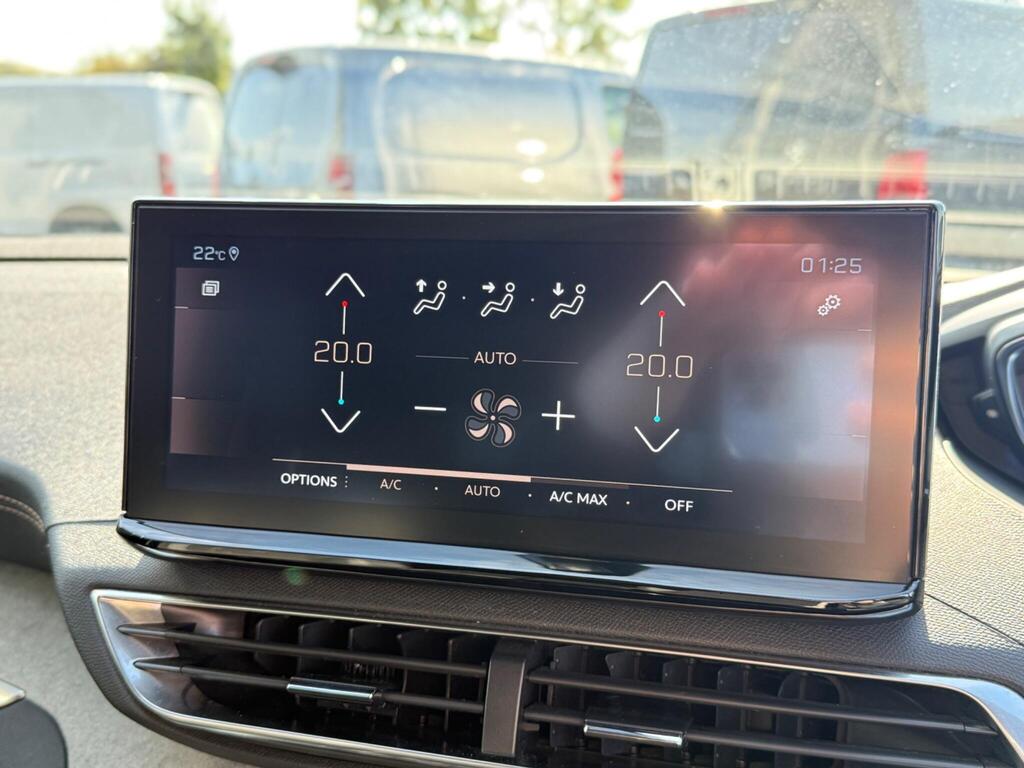 22°C
01:25
20.0
20.0
AUTO
OPTIONS A/C AUTO A/C MAX OFF